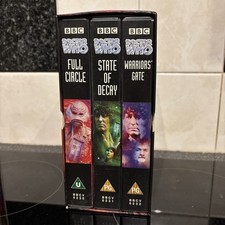 BBC
DOCTOR WHO
FULL
CIRCLE
U
BBC
DOCTOR WHO
STATE
OF
DECAY
PG
BBC
DOCTOR WHO
WARRIORS'
GATE
PG